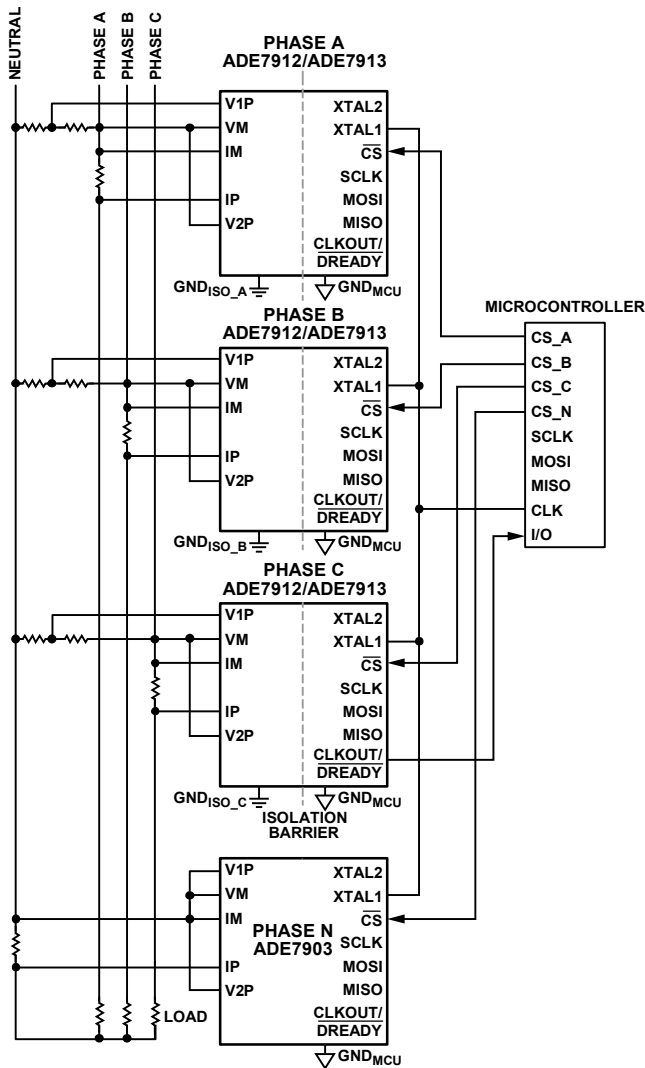 NEUTRAL
PHASE A
PHASE B
PHASE C
PHASE A
ADE7912/ADE7913
V1P
VM
IM
IP
V2P
XTAL2
XTAL1
CS
SCLK
MOSI
MISO
CLKOUT/
DREADY
GNDISO_A
GNDMCU
PHASE B
ADE7912/ADE7913
V1P
VM
IM
IP
V2P
XTAL2
XTAL1
CS
SCLK
MOSI
MISO
CLKOUT/
DREADY
GNDISO_B
GNDMCU
PHASE C
ADE7912/ADE7913
V1P
VM
IM
IP
V2P
XTAL2
XTAL1
CS
SCLK
MOSI
MISO
CLKOUT/
DREADY
GNDISO_C
GNDMCU
ISOLATION
BARRIER
V1P
VM
IM
IP
V2P
PHASE N
ADE7903
XTAL2
XTAL1
CS
SCLK
MOSI
MISO
CLKOUT/
DREADY
GNDMCU
LOAD
MICROCONTROLLER
CS_A
CS_B
CS_C
CS_N
SCLK
MOSI
MISO
CLK
I/O